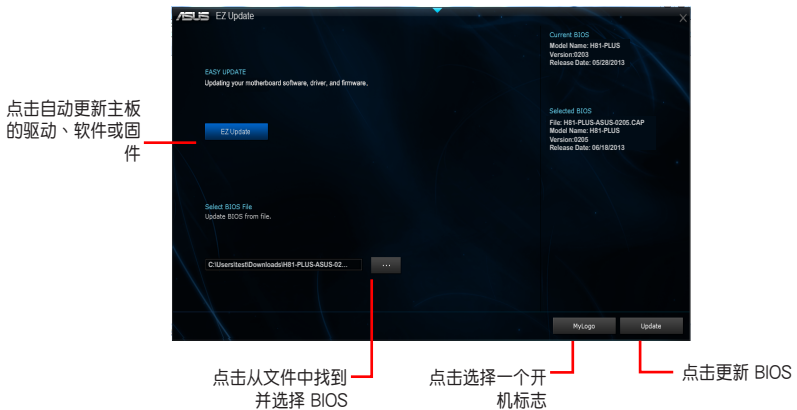 ASUS EZ Update
Current BIOS
Model Name: H81-PLUS
Version:0203
Release Date: 05/28/2013
EASY UPDATE
Updating your motherboard software, driver, and firmware.
点击自动更新主板
的驱动、软件或固
件
EZ Update
Selected BIOS
File: H81-PLUS-ASUS-0205.CAP
Model Name: H81-PLUS
Version:0205
Release Date: 06/18/2013
Select BIOS File
Update BIOS from file.
C:\Users\test\Downloads\H81-PLUS-ASUS-02...
...
MyLogo
Update
点击从文件中找到
并选择 BIOS
点击选择一个开
机标志
点击更新 BIOS